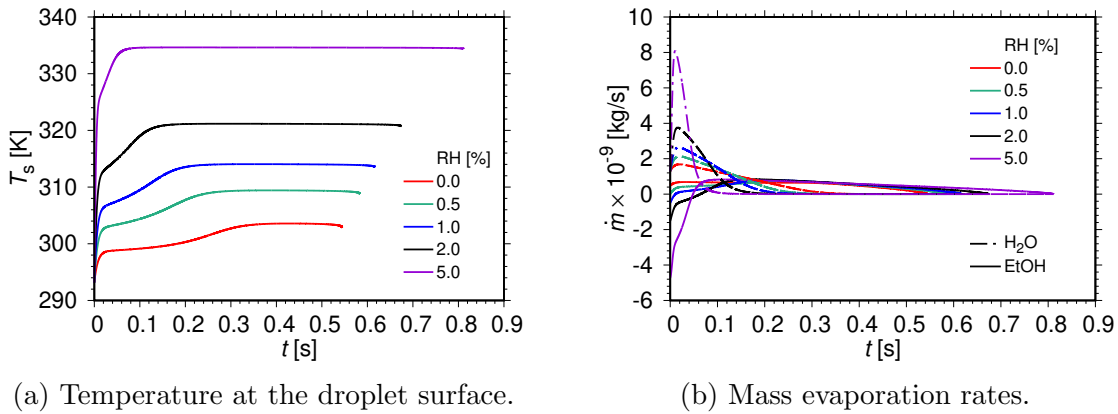 340
330
320
310
300
290
T_s [K]
0 0.1 0.2 0.3 0.4 0.5 0.6 0.7 0.8 0.9
t [s]
RH [%]
0.0
0.5
1.0
2.0
5.0
(a) Temperature at the droplet surface.
10
8
6
4
2
0
-2
-4
-6
ṁ × 10⁻⁹ [kg/s]
0 0.1 0.2 0.3 0.4 0.5 0.6 0.7 0.8 0.9
t [s]
RH [%]
0.0
0.5
1.0
2.0
5.0
H₂O
EtOH
(b) Mass evaporation rates.